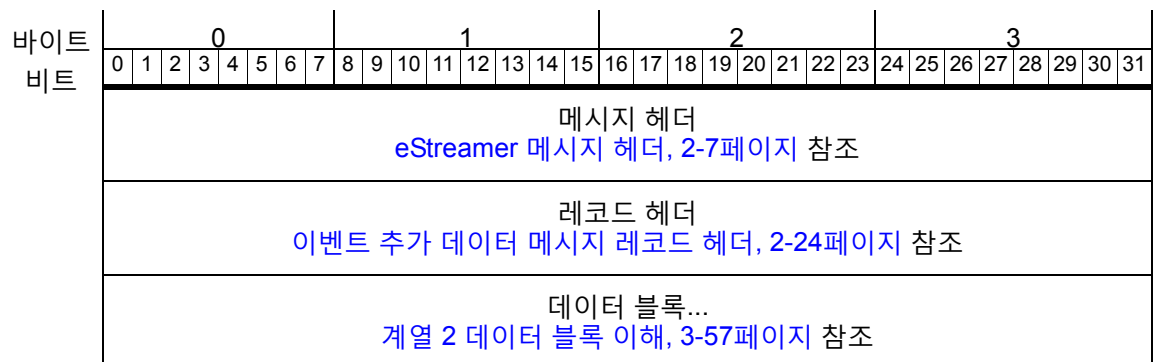 바이트 0 1 2 3
비트 0 1 2 3 4 5 6 7 8 9 10 11 12 13 14 15 16 17 18 19 20 21 22 23 24 25 26 27 28 29 30 31
메시지 헤더
eStreamer 메시지 헤더, 2-7페이지 참조
레코드 헤더
이벤트 추가 데이터 메시지 레코드 헤더, 2-24페이지 참조
데이터 블록...
계열 2 데이터 블록 이해, 3-57페이지 참조